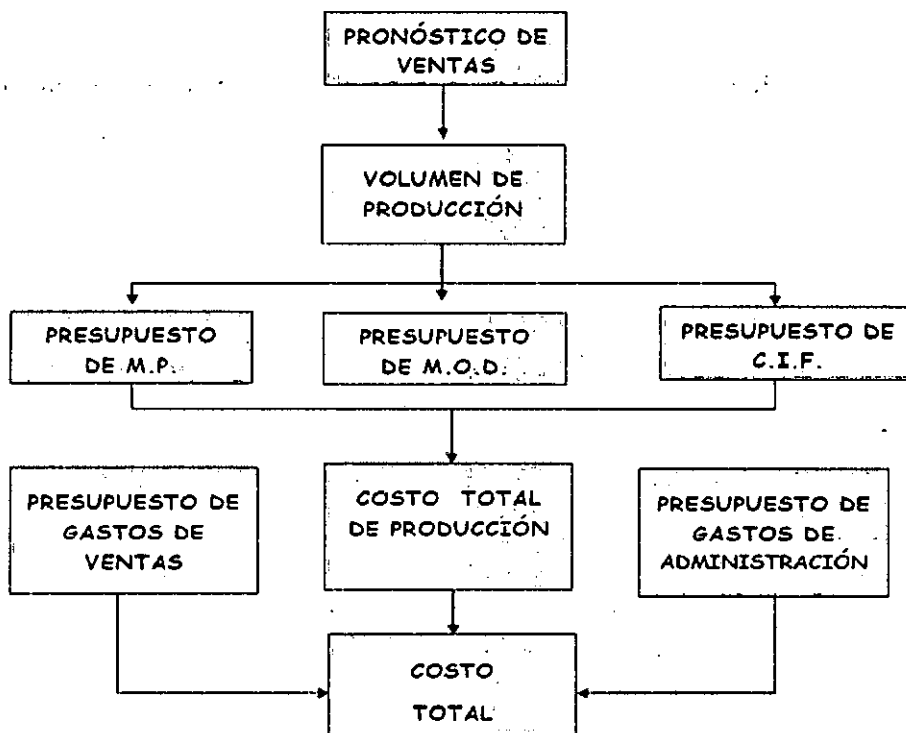 PRONÓSTICO DE
VENTAS
VOLUMEN DE
PRODUCCIÓN
PRESUPUESTO
DE M.P.
PRESUPUESTO
DE M.O.D.
PRESUPUESTO DE
C.I.F.
PRESUPUESTO DE
GASTOS DE
VENTAS
COSTO TOTAL
DE PRODUCCIÓN
PRESUPUESTO DE
GASTOS DE
ADMINISTRACIÓN
COSTO
TOTAL